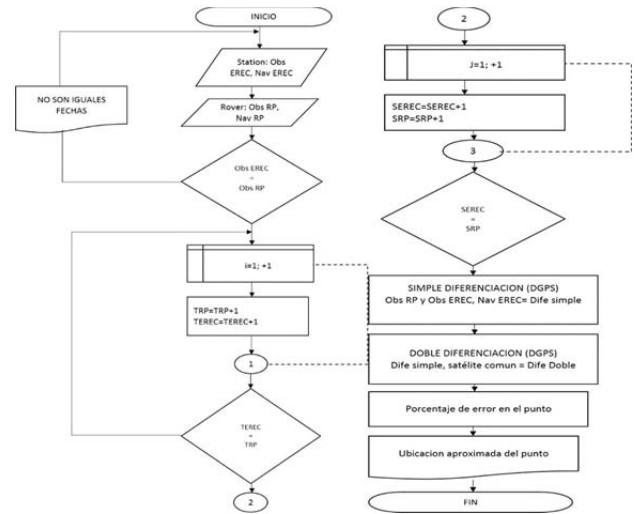 INICIO
Station: Obs
EREC, Nav EREC
NO SON IGUALES
FECHAS
Rover: Obs RP,
Nav RP
Obs EREC
=
Obs RP
i=1; +1
TRP=TRP+1
TEREC=TEREC+1
1
TEREC
=
TRP
2
2
J=1; +1
SEREC=SEREC+1
SRP=SRP+1
3
SEREC
=
SRP
SIMPLE DIFERENCIACION (DGPS)
Obs RP y Obs EREC, Nav EREC= Dife simple
DOBLE DIFERENCIACION (DGPS)
Dife simple, satélite comun = Dife Doble
Porcentaje de error en el punto
Ubicacion aproximada del punto
FIN